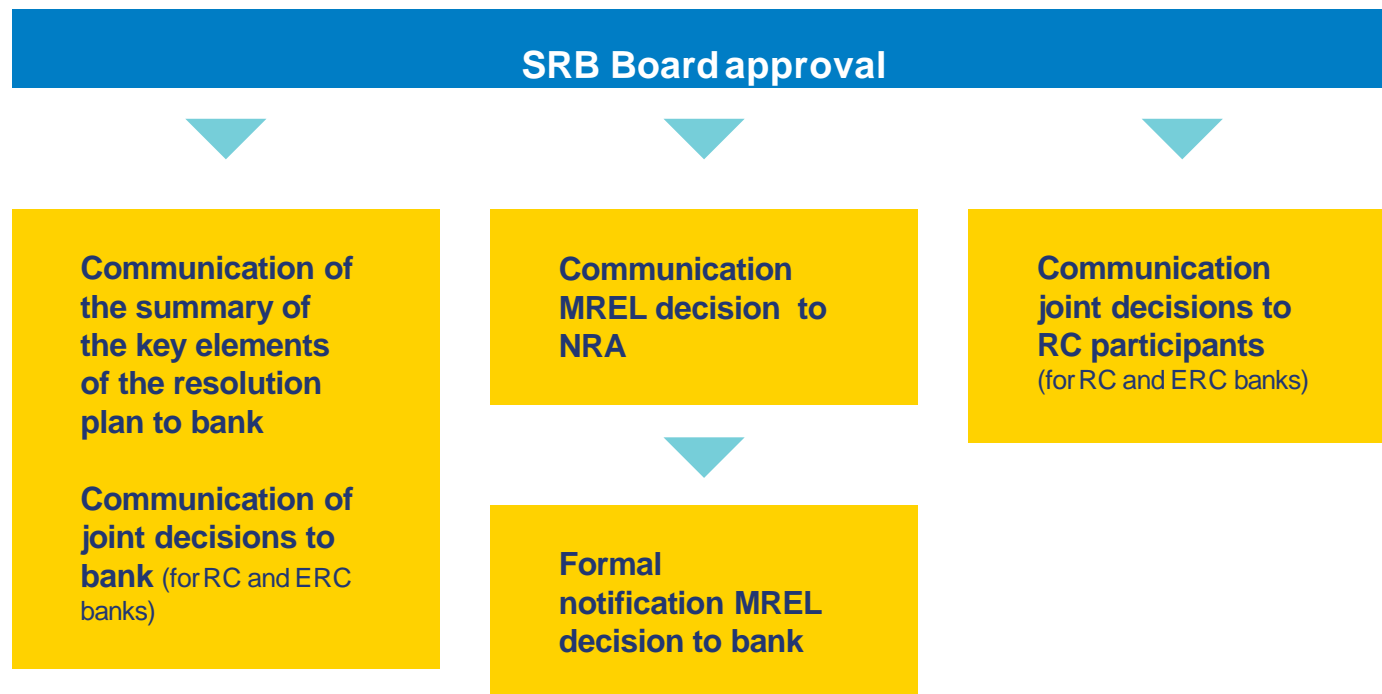 SRB Board approval
Communication of
the summary of
the key elements
of the resolution
plan to bank
Communication of
joint decisions to
bank (for RC and ERC
banks)
Communication
MREL decision to
NRA
Formal
notification MREL
decision to bank
Communication
joint decisions to
RC participants
(for RC and ERC banks)